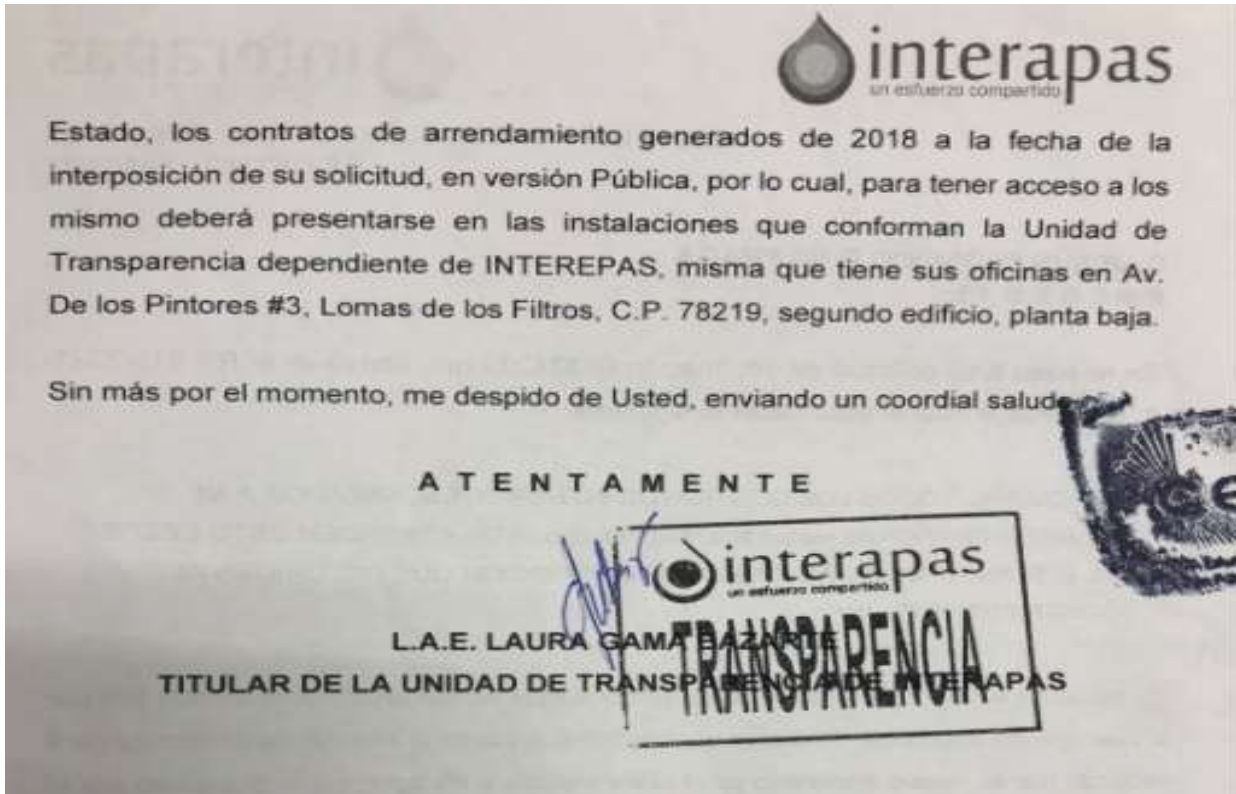 interapas
un esfuerzo compartido
Estado, los contratos de arrendamiento generados de 2018 a la fecha de la
interposición de su solicitud, en versión Pública, por lo cual, para tener acceso a los
mismo deberá presentarse en las instalaciones que conforman la Unidad de
Transparencia dependiente de INTEREPAS, misma que tiene sus oficinas en Av.
De los Pintores #3, Lomas de los Filtros, C.P. 78219, segundo edificio, planta baja.
Sin más por el momento, me despido de Usted, enviando un coordial saludo
A T E N T A M E N T E
interapas
un esfuerzo compartido
TRANSPARENCIA
L.A.E. LAURA GAMA BAZARTE
TITULAR DE LA UNIDAD DE TRANSPARENCIA DE INTERAPAS